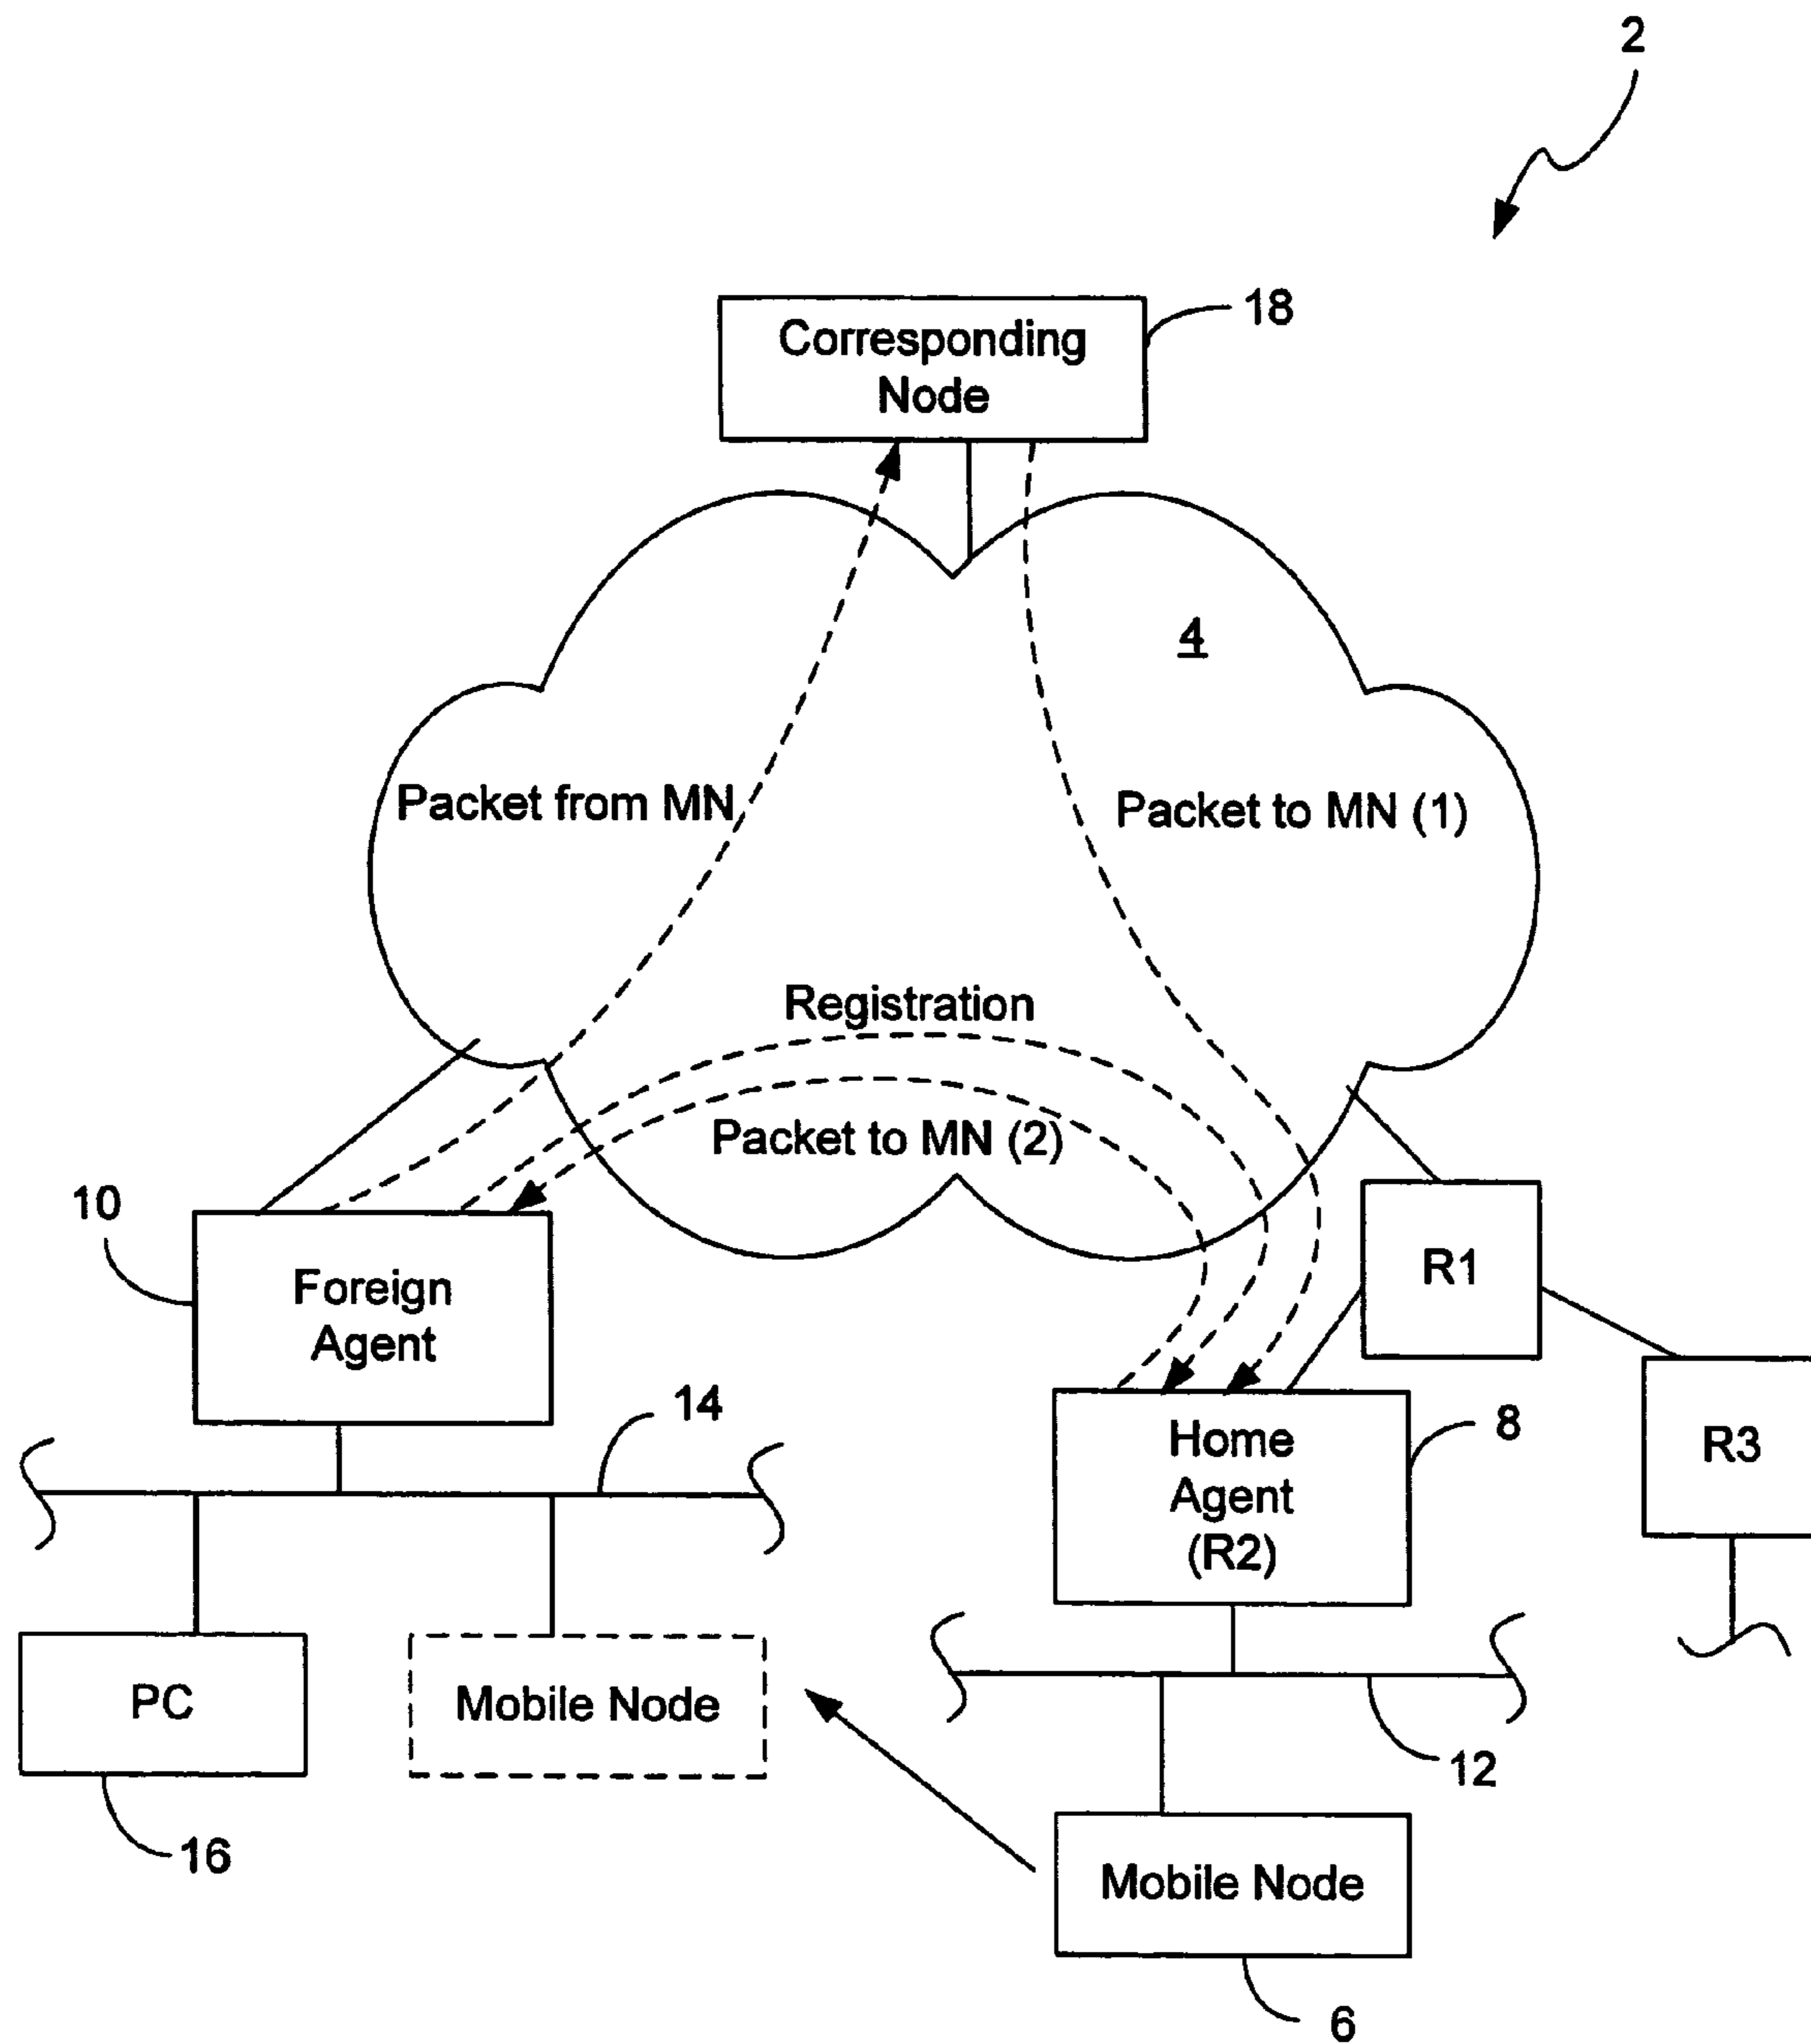 2
18
Corresponding
Node
4
Packet from MN
Packet to MN (1)
Registration
Packet to MN (2)
10
Foreign
Agent
R1
14
Home
Agent
(R2)
8
R3
PC
Mobile Node
12
16
Mobile Node
6